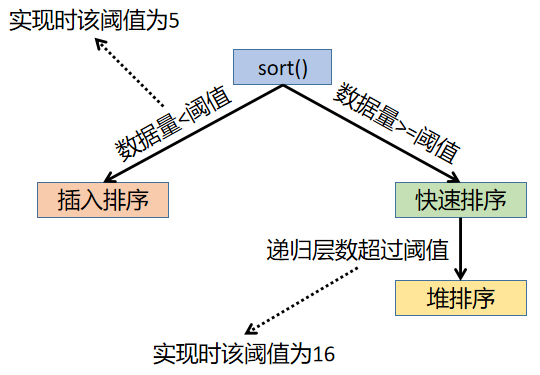 实现时该阈值为5
sort()
数据量<阈值
数据量>=阈值
插入排序
快速排序
递归层数超过阈值
堆排序
实现时该阈值为16